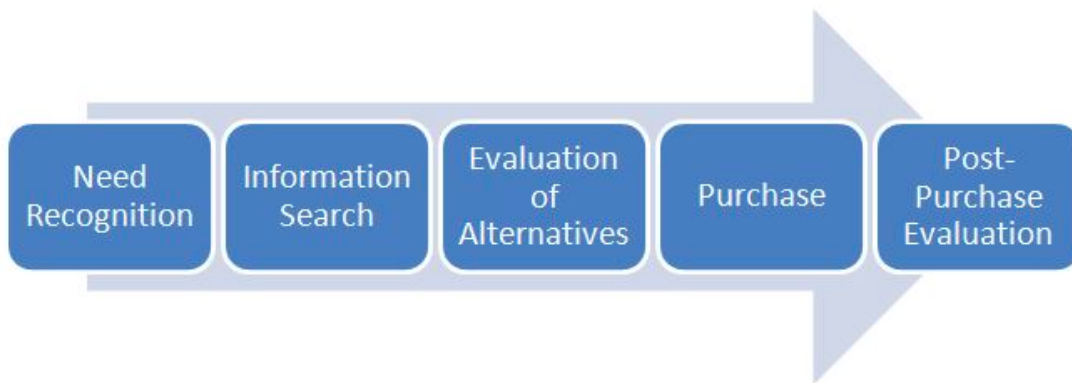 Need
Recognition
Information
Search
Evaluation
of
Alternatives
Purchase
Post-
Purchase
Evaluation